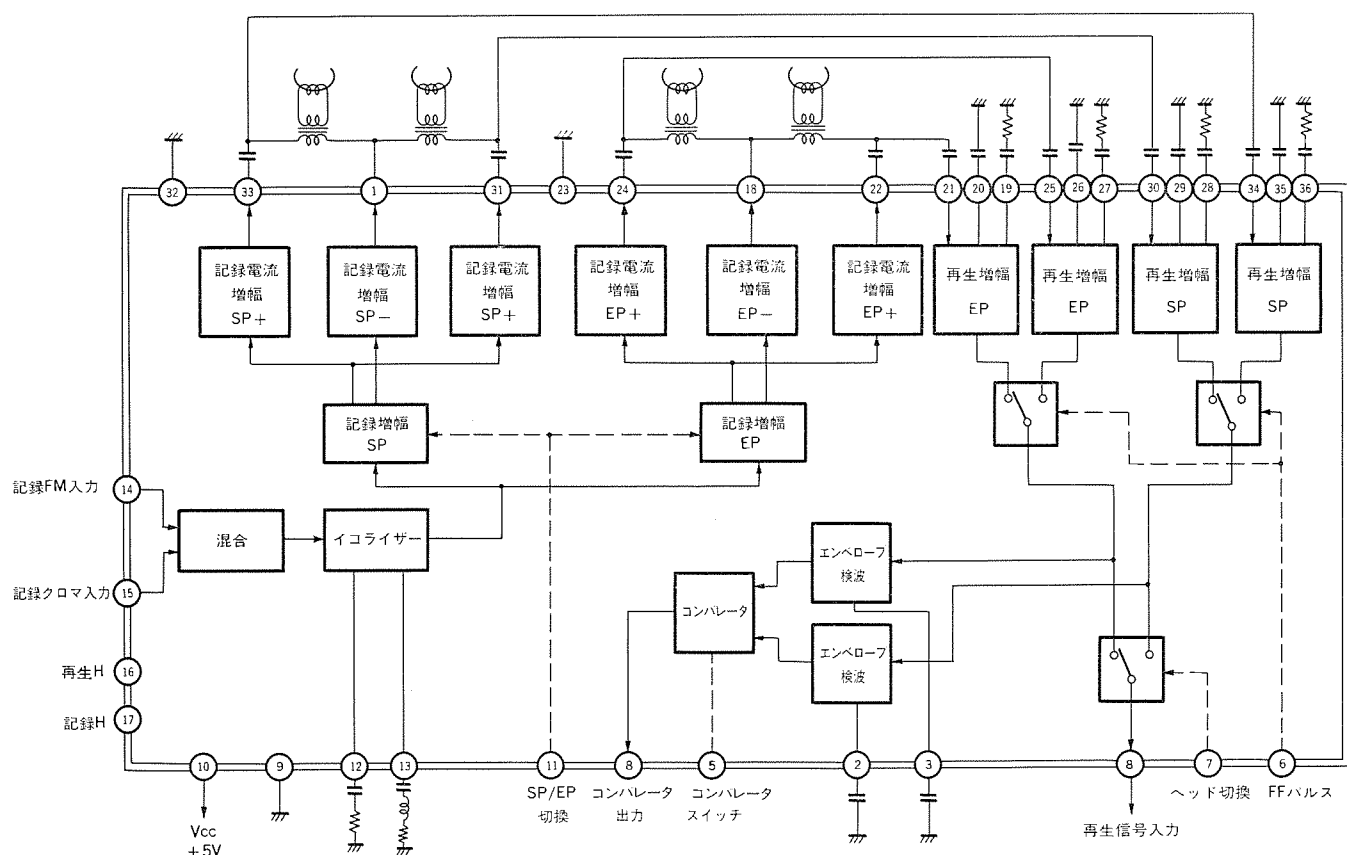 32
33
1
31
23
24
18
22
21
20
19
25
26
27
30
29
28
34
35
36
記録電流
増幅
SP+
記録電流
増幅
SP−
記録電流
増幅
SP+
記録電流
増幅
EP+
記録電流
増幅
EP−
記録電流
増幅
EP+
再生増幅
EP
再生増幅
EP
再生増幅
SP
再生増幅
SP
記録増幅
SP
記録増幅
EP
記録FM入力
14
混合
イコライザー
記録クロマ入力
15
エンベロープ
検波
コンパレータ
エンベロープ
検波
再生H
16
記録H
17
10
9
12
13
11
8
5
2
3
8
7
6
Vcc
+5V
SP/EP
切換
コンパレータ
出力
コンパレータ
スイッチ
再生信号入力
ヘッド切換
FFパルス